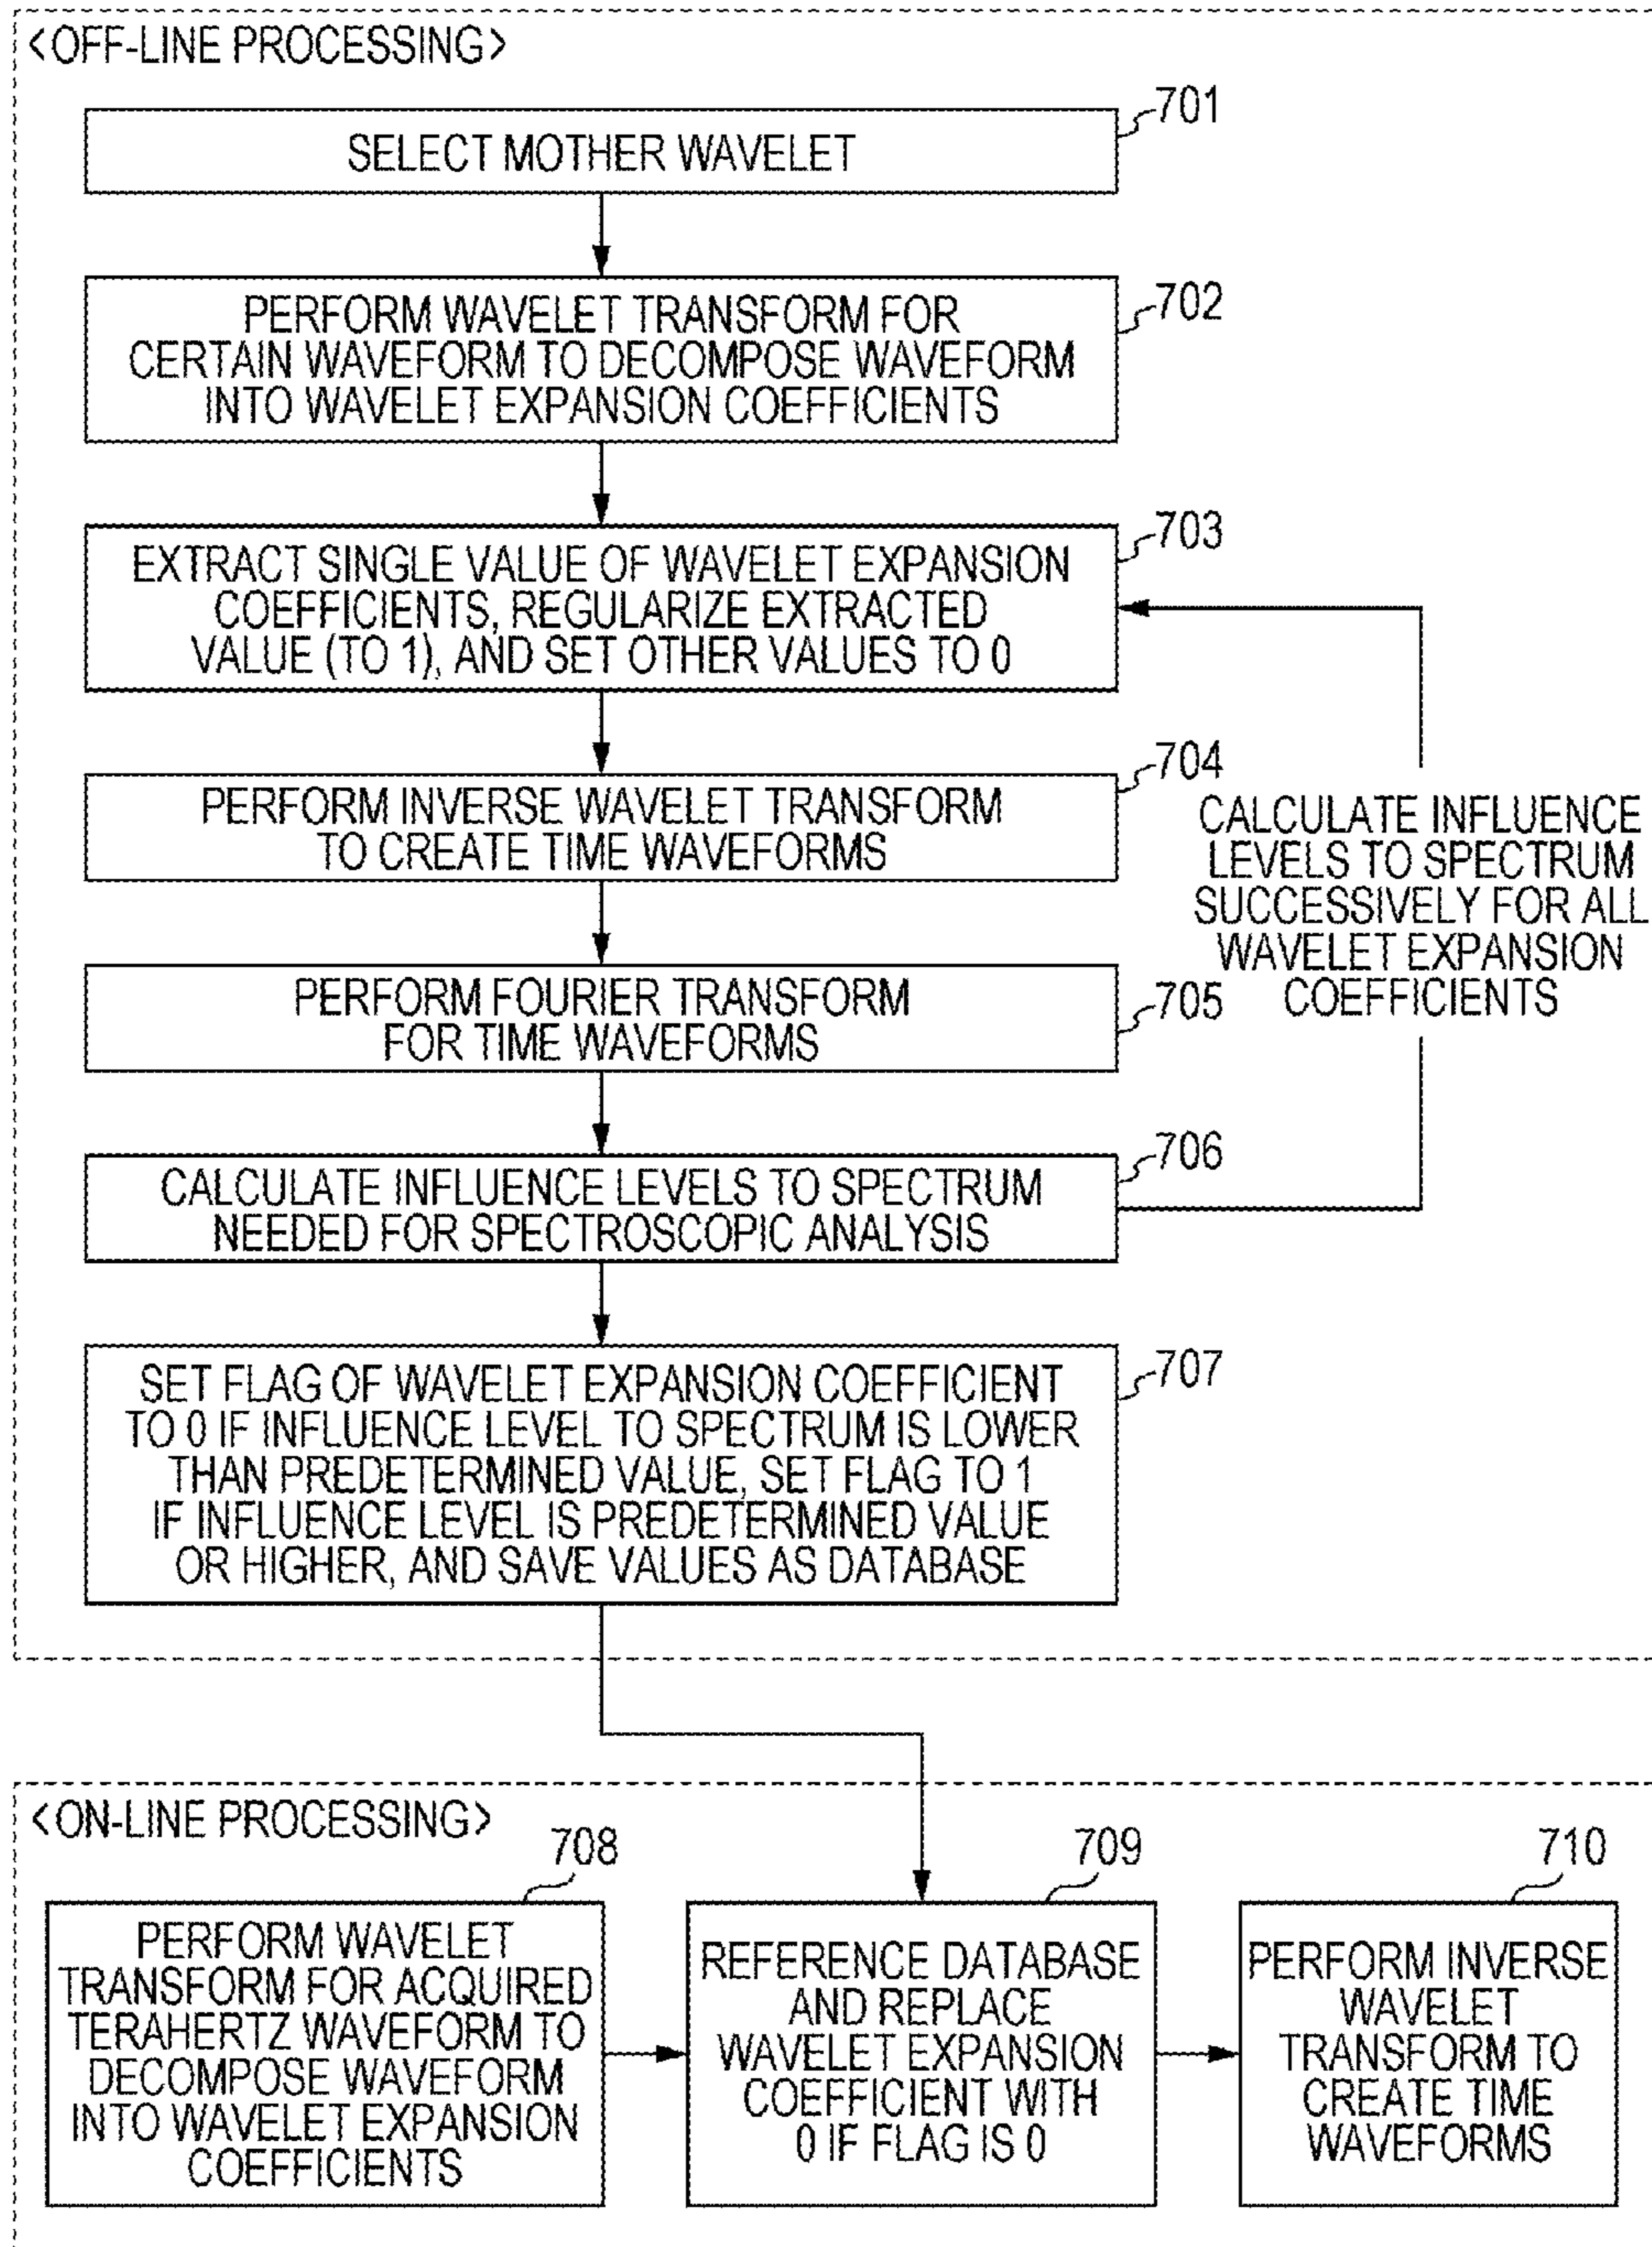 <OFF-LINE PROCESSING>
701
SELECT MOTHER WAVELET
702
PERFORM WAVELET TRANSFORM FOR
CERTAIN WAVEFORM TO DECOMPOSE WAVEFORM
INTO WAVELET EXPANSION COEFFICIENTS
703
EXTRACT SINGLE VALUE OF WAVELET EXPANSION
COEFFICIENTS, REGULARIZE EXTRACTED
VALUE (TO 1), AND SET OTHER VALUES TO 0
704
PERFORM INVERSE WAVELET TRANSFORM
TO CREATE TIME WAVEFORMS
CALCULATE INFLUENCE
LEVELS TO SPECTRUM
SUCCESSIVELY FOR ALL
WAVELET EXPANSION
COEFFICIENTS
705
PERFORM FOURIER TRANSFORM
FOR TIME WAVEFORMS
706
CALCULATE INFLUENCE LEVELS TO SPECTRUM
NEEDED FOR SPECTROSCOPIC ANALYSIS
707
SET FLAG OF WAVELET EXPANSION COEFFICIENT
TO 0 IF INFLUENCE LEVEL TO SPECTRUM IS LOWER
THAN PREDETERMINED VALUE, SET FLAG TO 1
IF INFLUENCE LEVEL IS PREDETERMINED VALUE
OR HIGHER, AND SAVE VALUES AS DATABASE
<ON-LINE PROCESSING>
708
PERFORM WAVELET
TRANSFORM FOR ACQUIRED
TERAHERTZ WAVEFORM TO
DECOMPOSE WAVEFORM
INTO WAVELET EXPANSION
COEFFICIENTS
709
REFERENCE DATABASE
AND REPLACE
WAVELET EXPANSION
COEFFICIENT WITH
0 IF FLAG IS 0
710
PERFORM INVERSE
WAVELET
TRANSFORM TO
CREATE TIME
WAVEFORMS